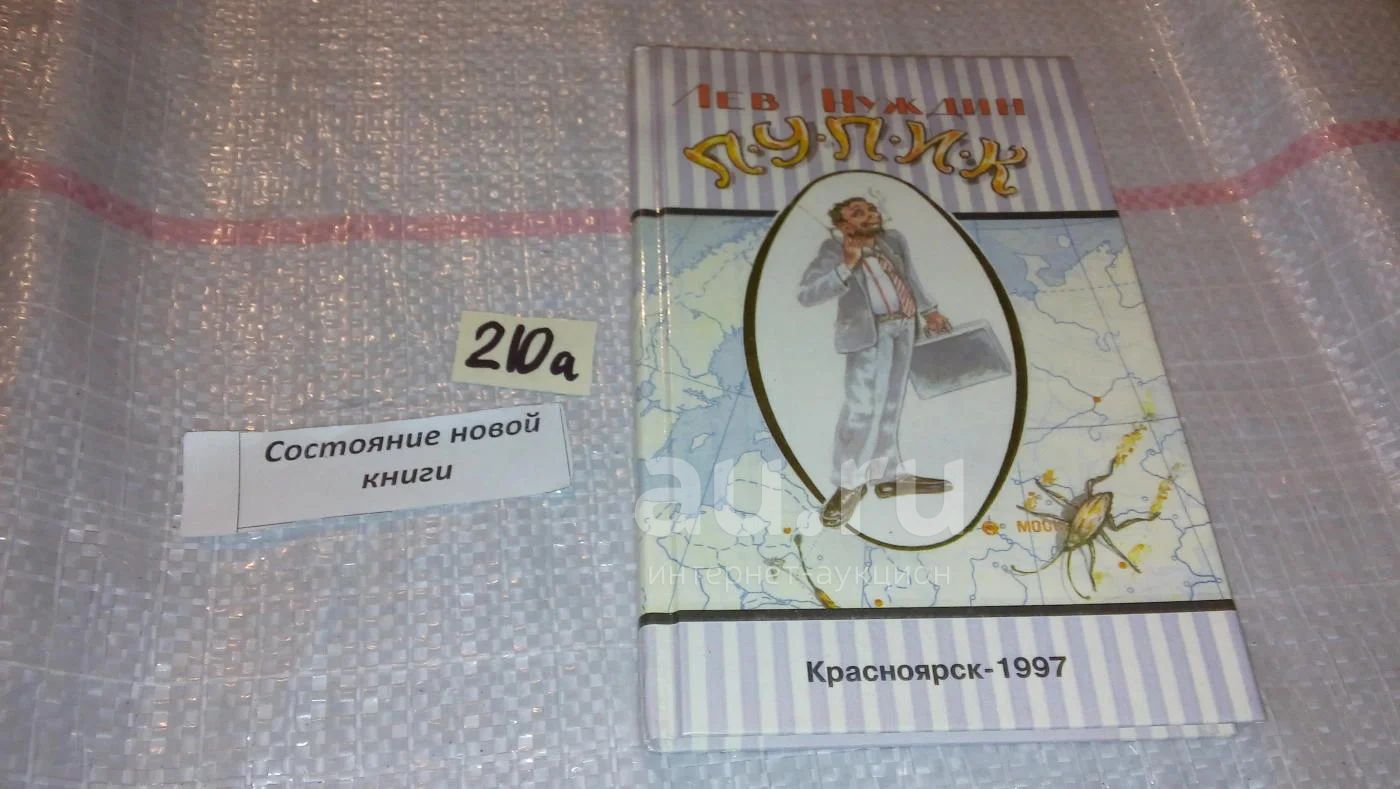 Лев Нуждин
П.У.П.И.К
210а
Состояние новой
книги
au.ru
интернет-аукцион
Красноярск-1997